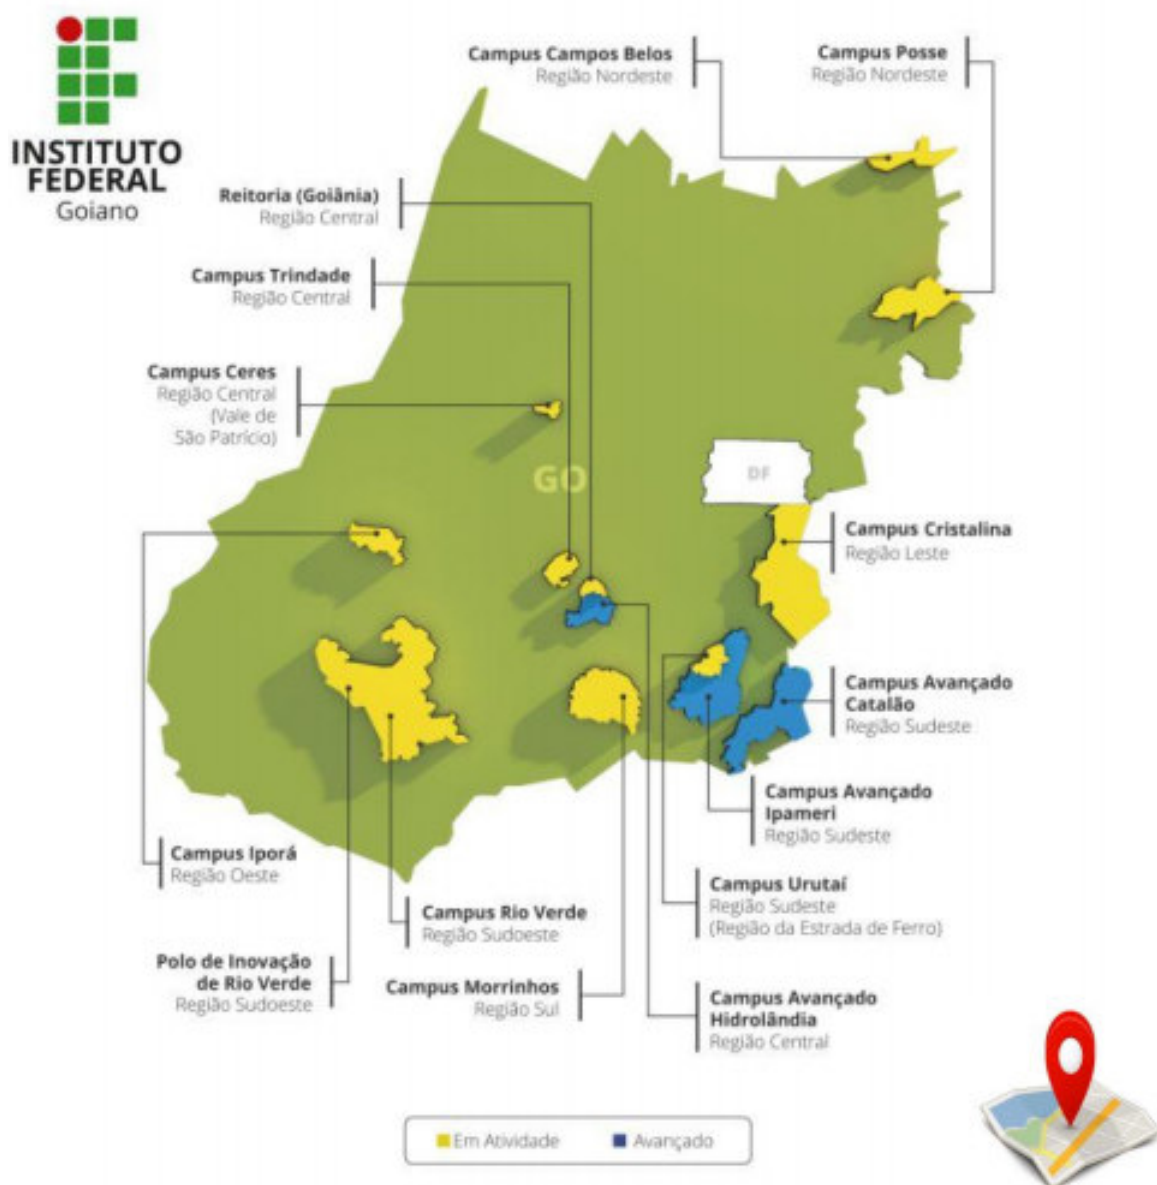 INSTITUTO
FEDERAL
Goiano
Campus Campos Belos
Região Nordeste
Campus Posse
Região Nordeste
Reitoria (Goiânia)
Região Central
Campus Trindade
Região Central
Campus Ceres
Região Central
(Vale de
São Patrício)
GO
DF
Campus Cristalina
Região Leste
Campus Avançado
Catalão
Região Sudeste
Campus Avançado
Ipameri
Região Sudeste
Campus Iporá
Região Oeste
Campus Urutaí
Região Sudeste
(Região da Estrada de Ferro)
Campus Rio Verde
Região Sudoeste
Polo de Inovação
de Rio Verde
Região Sudoeste
Campus Morrinhos
Região Sul
Campus Avançado
Hidrolândia
Região Central
Em Atividade
Avançado